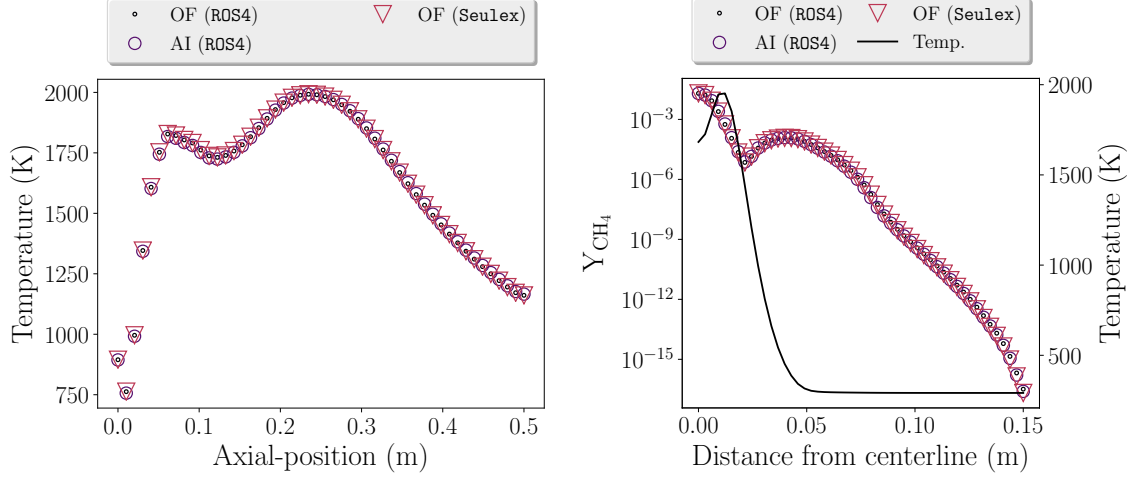 OF (ROS4)
AI (ROS4)
OF (Seulex)
2000
1750
1500
1250
1000
750
Temperature (K)
0.0 0.1 0.2 0.3 0.4 0.5
Axial-position (m)
OF (ROS4)
AI (ROS4)
OF (Seulex)
Temp.
10⁻³
10⁻⁶
10⁻⁹
10⁻¹²
10⁻¹⁵
Y_CH₄
2000
1500
1000
500
Temperature (K)
0.00 0.05 0.10 0.15
Distance from centerline (m)